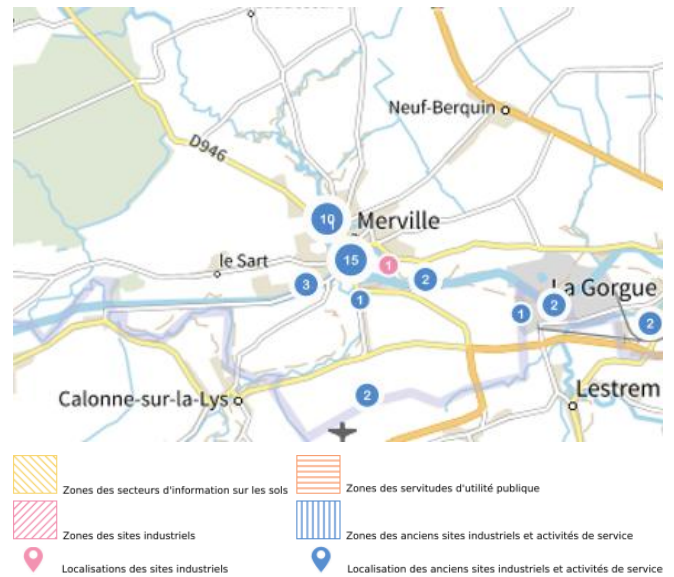 Neuf-Berquin
D946
10
Merville
15
1
le Sart
2
3
La Gorgue
1
2
1
2
Calonne-sur-la-Lys
2
Lestrem
Zones des secteurs d'information sur les sols
Zones des servitudes d'utilité publique
Zones des sites industriels
Zones des anciens sites industriels et activités de service
Localisations des sites industriels
Localisation des anciens sites industriels et activités de service